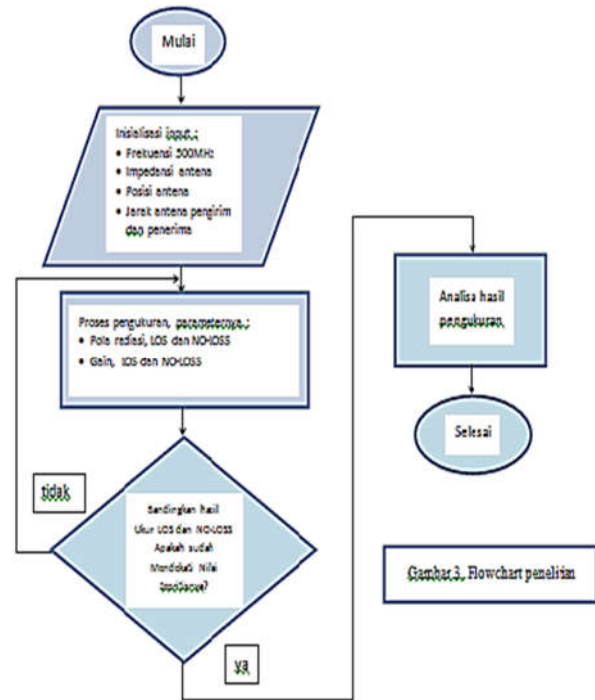 Mulai
Inisialisasi input :
• Frekuensi 500MHz
• Impedansi antena
• Posisi antena
• Jarak antena pengirim
dan penerima
Proses pengukuran, parameternya :
• Pola radiasi, LOS dan NO-LOSS
• Gain, LOS dan NO-LOSS
tidak
Bandingkan hasil
Ukur LOS dan NO-LOSS
Apakah sudah
Mendekati Nilai
ya
Analisa hasil
pengukuran
Selesai
Gambar 3. Flowchart penelitian